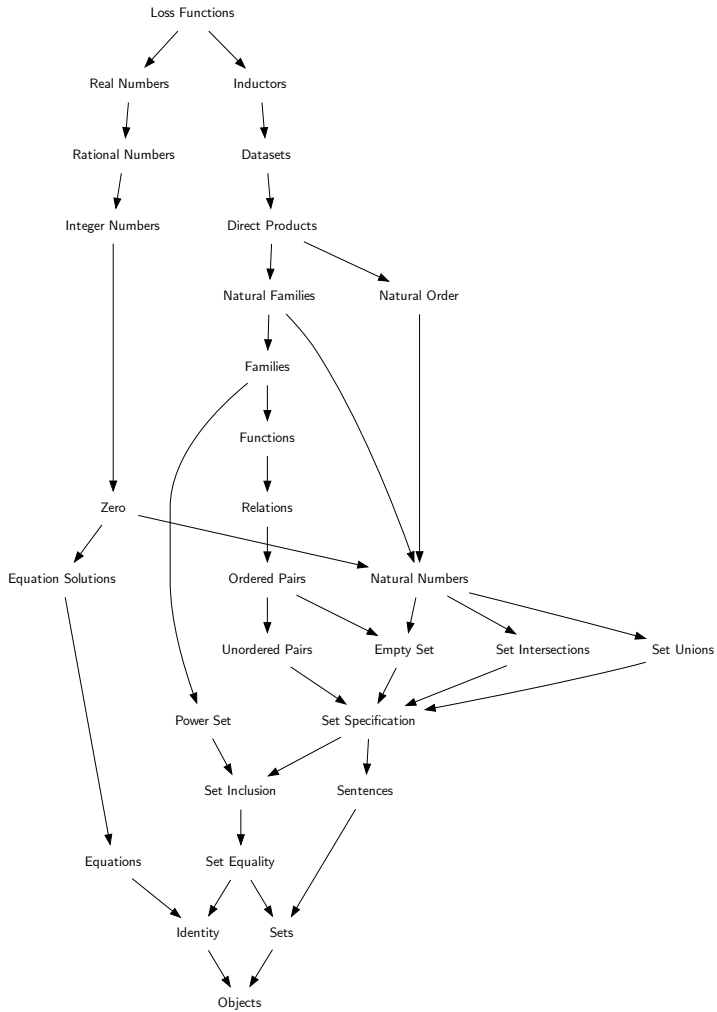 Loss Functions
Real Numbers
Inductors
Rational Numbers
Datasets
Integer Numbers
Direct Products
Natural Families
Natural Order
Families
Functions
Zero
Relations
Equation Solutions
Ordered Pairs
Natural Numbers
Unordered Pairs
Empty Set
Set Intersections
Set Unions
Power Set
Set Specification
Set Inclusion
Sentences
Equations
Set Equality
Identity
Sets
Objects